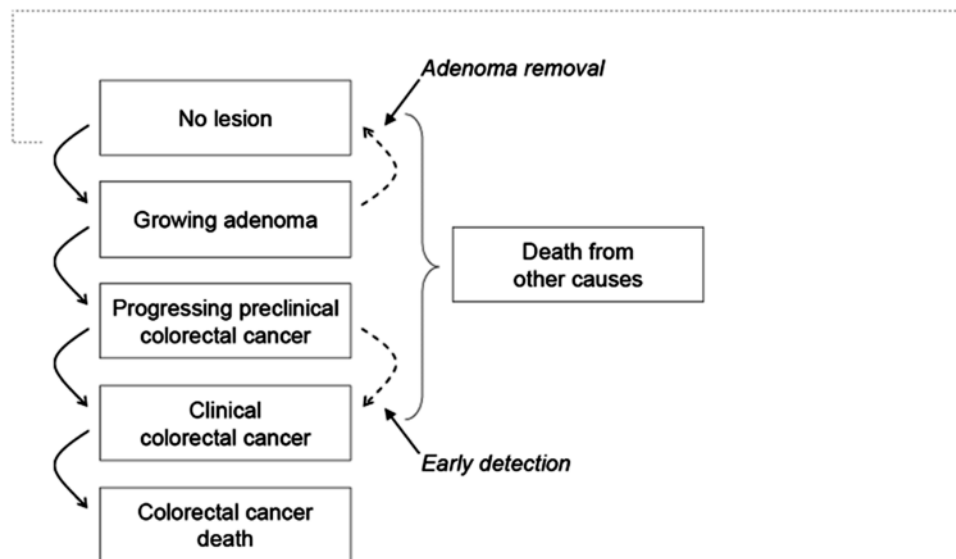 Adenoma removal
No lesion
Growing adenoma
Death from
other causes
Progressing preclinical
colorectal cancer
Clinical
colorectal cancer
Early detection
Colorectal cancer
death